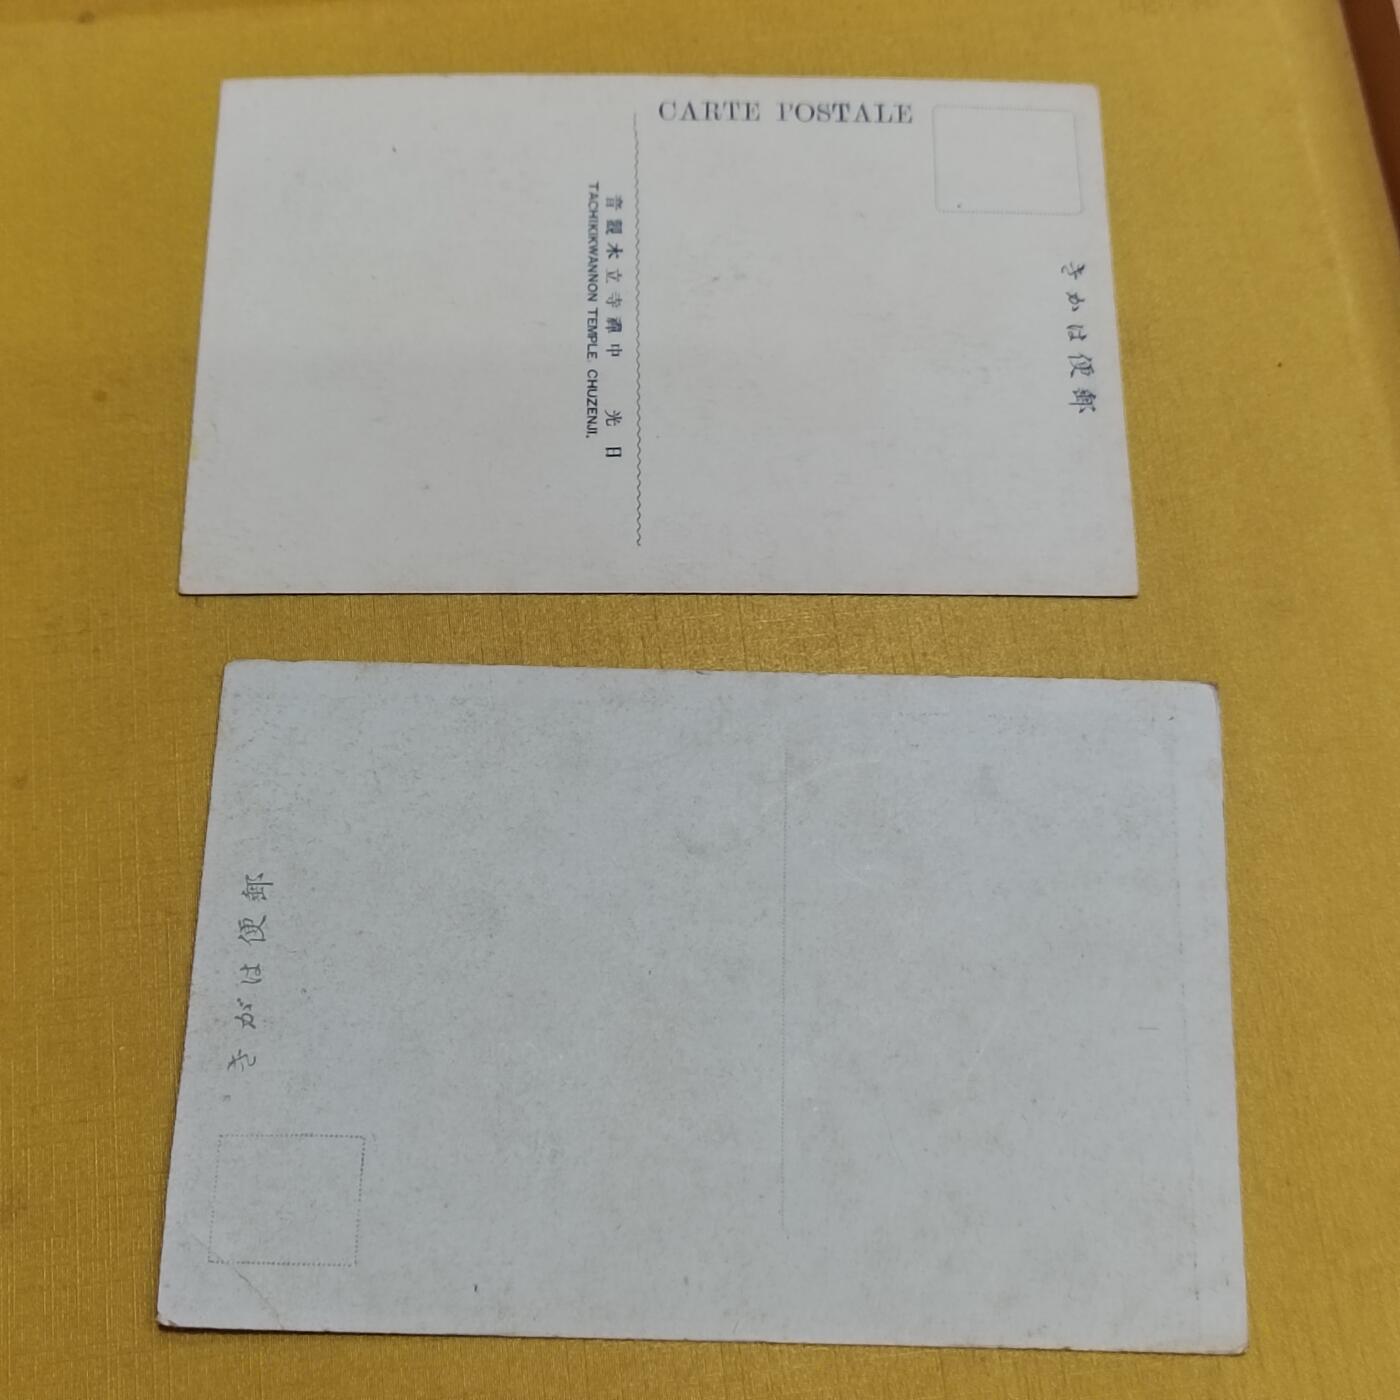 CARTE POSTALE
郵便はかき
日光 中禪寺立木觀音
TACHIKIKWANNON TEMPLE, CHUZENJI.
郵便はがき